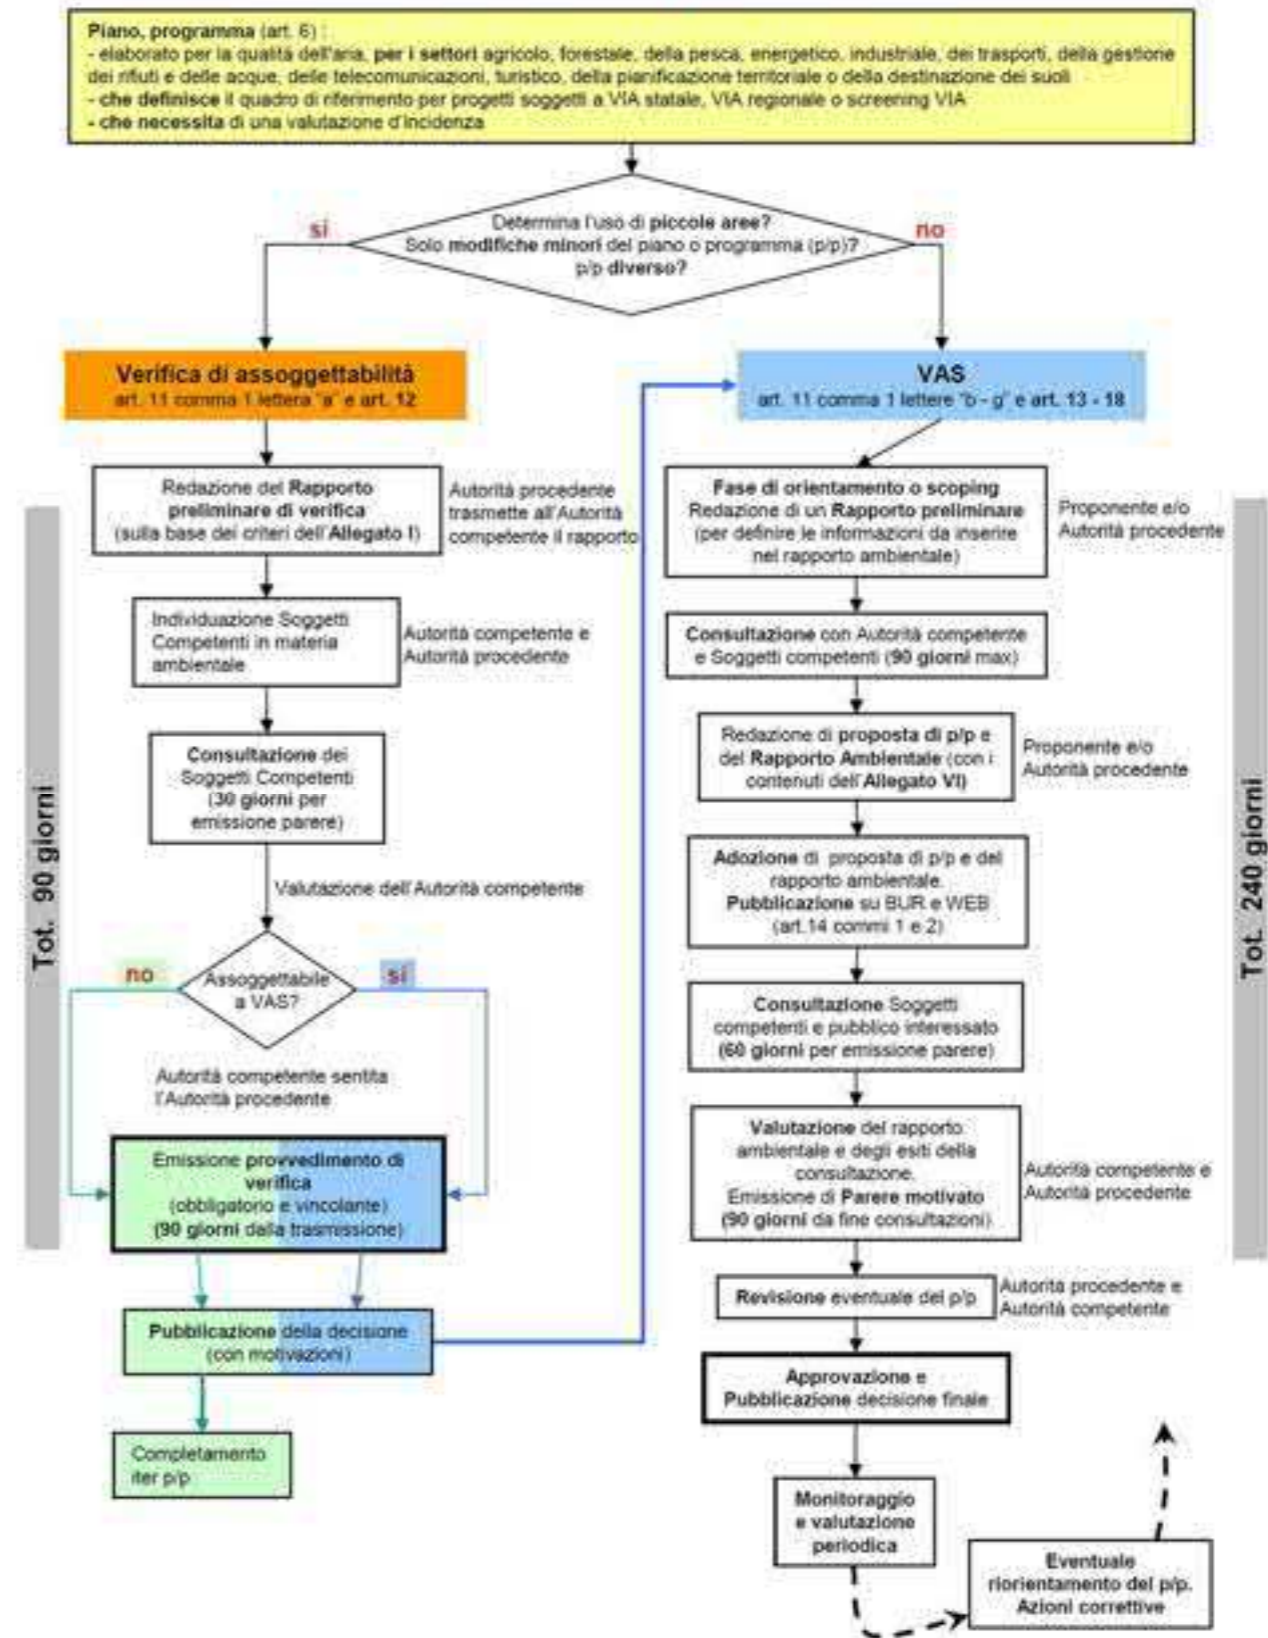 Piano, programma (art. 6) :
- elaborato per la qualità dell'aria, per i settori agricolo, forestale, della pesca, energetico, industriale, dei trasporti, della gestione
dei rifiuti e delle acque, delle telecomunicazioni, turistico, della pianificazione territoriale o della destinazione dei suoli
- che definisce il quadro di riferimento per progetti soggetti a VIA statale, VIA regionale o screening VIA
- che necessita di una valutazione d'Incidenza
Determina l'uso di piccole aree?
Solo modifiche minori del piano o programma (p/p)?
p/p diverso?
sì
no
Verifica di assoggettabilità
art. 11 comma 1 lettera "a" e art. 12
Redazione del Rapporto
preliminare di verifica
(sulla base dei criteri dell'Allegato I)
Autorità procedente
trasmette all'Autorità
competente il rapporto
Individuazione Soggetti
Competenti in materia
ambientale
Autorità competente e
Autorità procedente
Consultazione dei
Soggetti Competenti
(30 giorni per
emissione parere)
Valutazione dell'Autorità competente
no
Assoggettabile
a VAS?
sì
Autorità competente sentita
l'Autorità procedente
Emissione provvedimento di
verifica
(obbligatorio e vincolante)
(90 giorni dalla trasmissione)
Pubblicazione della decisione
(con motivazioni)
Completamento
iter p/p
Tot. 90 giorni
VAS
art. 11 comma 1 lettere "b - g" e art. 13 - 18
Fase di orientamento o scoping
Redazione di un Rapporto preliminare
(per definire le informazioni da inserire
nel rapporto ambientale)
Proponente e/o
Autorità procedente
Consultazione con Autorità competente
e Soggetti competenti (90 giorni max)
Redazione di proposta di p/p e
del Rapporto Ambientale (con i
contenuti dell'Allegato VI)
Proponente e/o
Autorità procedente
Adozione di proposta di p/p e del
rapporto ambientale.
Pubblicazione su BUR e WEB
(art.14 commi 1 e 2)
Consultazione Soggetti
competenti e pubblico interessato
(60 giorni per emissione parere)
Valutazione del rapporto
ambientale e degli esiti della
consultazione.
Emissione di Parere motivato
(90 giorni da fine consultazioni)
Autorità competente e
Autorità procedente
Revisione eventuale del p/p
Autorità procedente e
Autorità competente
Approvazione e
Pubblicazione decisione finale
Monitoraggio
e valutazione
periodica
Eventuale
riorientamento del p/p.
Azioni correttive
Tot. 240 giorni